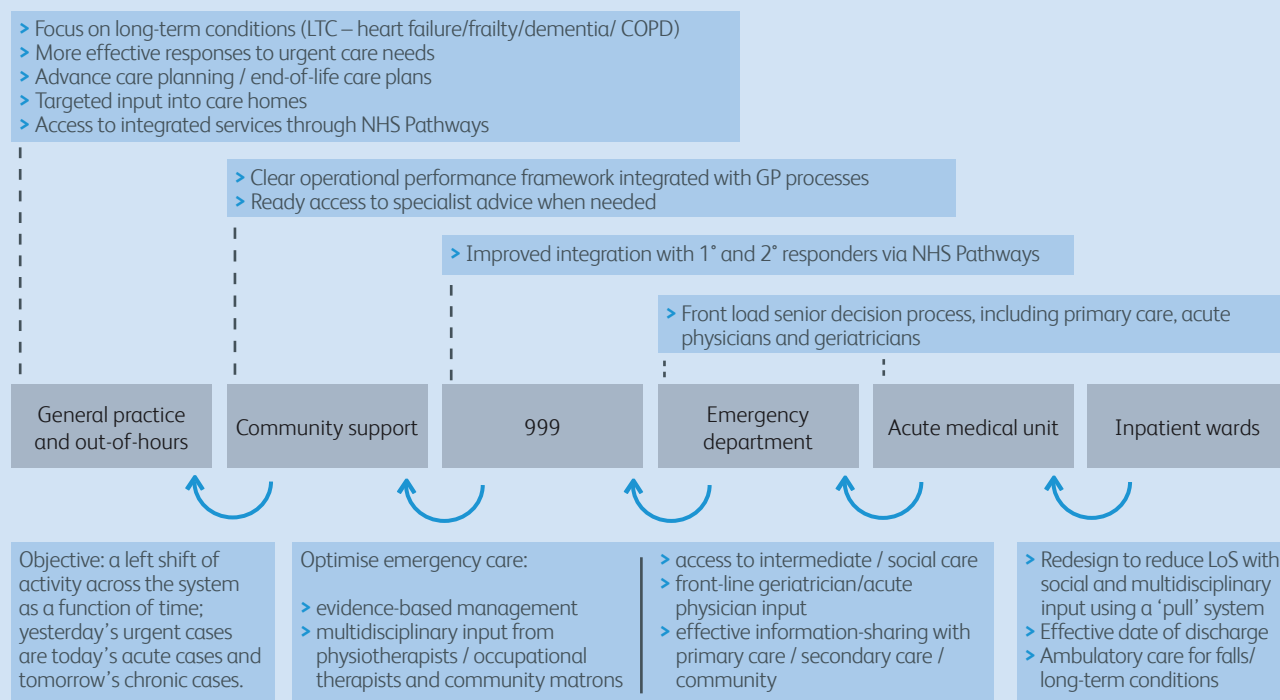 > Focus on long-term conditions (LTC – heart failure/frailty/dementia/ COPD)
> More effective responses to urgent care needs
> Advance care planning / end-of-life care plans
> Targeted input into care homes
> Access to integrated services through NHS Pathways
> Clear operational performance framework integrated with GP processes
> Ready access to specialist advice when needed
> Improved integration with 1° and 2° responders via NHS Pathways
> Front load senior decision process, including primary care, acute
physicians and geriatricians
General practice
and out-of-hours
Community support
999
Emergency
department
Acute medical unit
Inpatient wards
Objective: a left shift of
activity across the system
as a function of time;
yesterday's urgent cases
are today's acute cases and
tomorrow's chronic cases.
Optimise emergency care:
> evidence-based management
> multidisciplinary input from
physiotherapists / occupational
therapists and community matrons
> access to intermediate / social care
> front-line geriatrician/acute
physician input
> effective information-sharing with
primary care / secondary care /
community
> Redesign to reduce LoS with
social and multidisciplinary
input using a 'pull' system
> Effective date of discharge
> Ambulatory care for falls/
long-term conditions